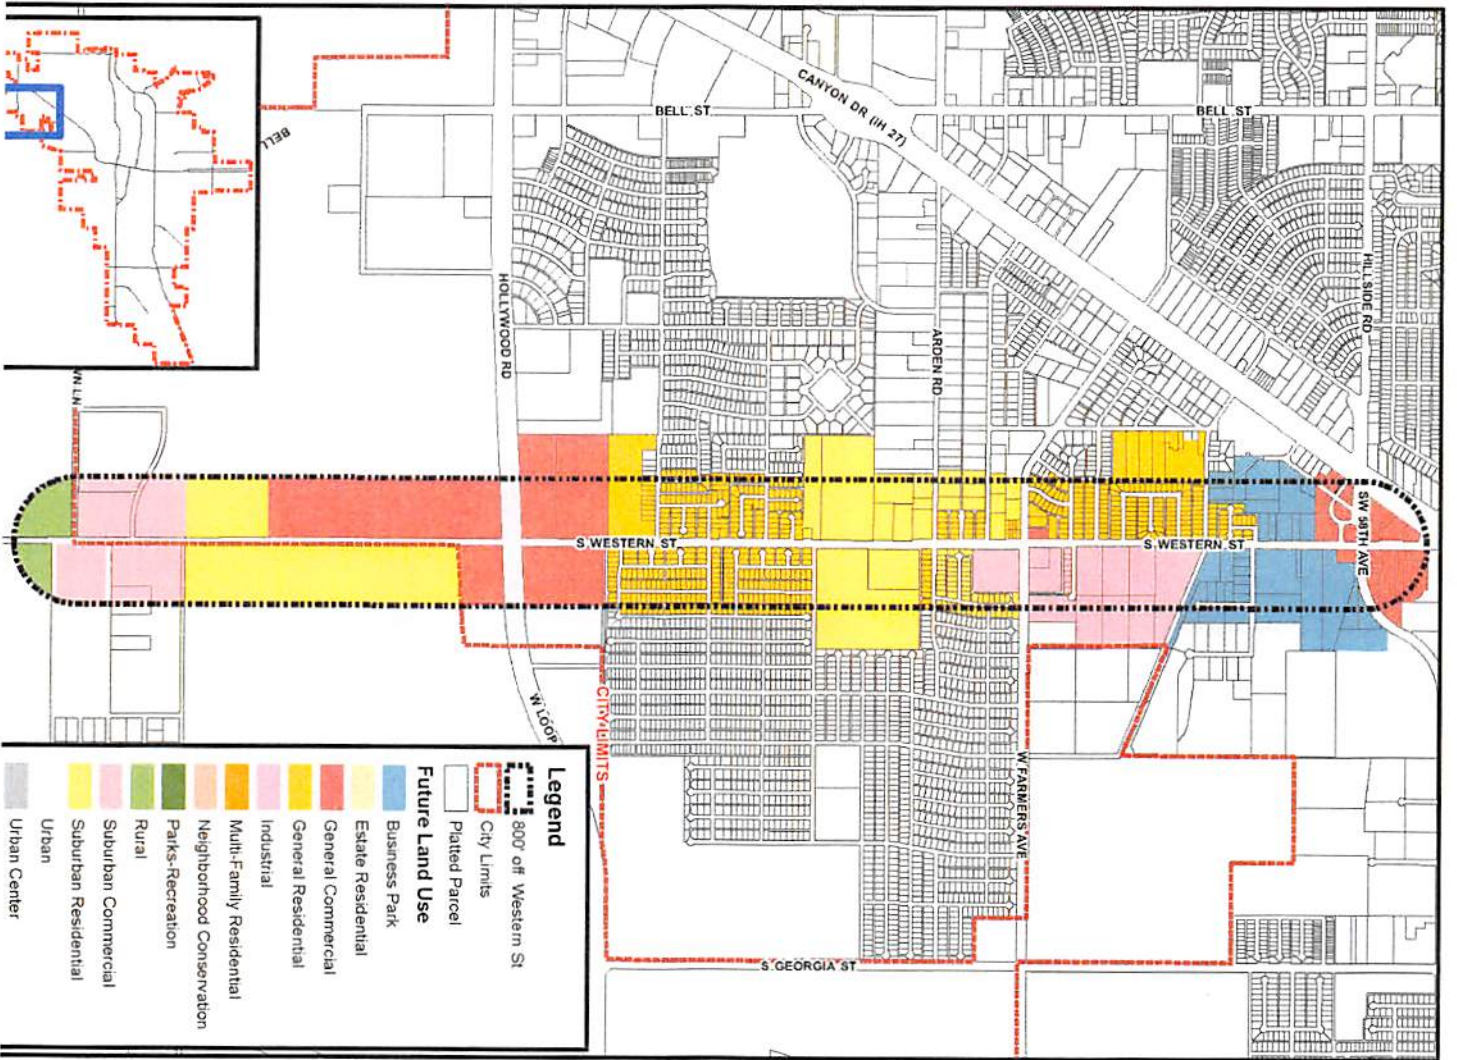 CANYON DR (IH 27)
BELL ST
BELL ST
BELL
HILLSIDE RD
HOLLYWOOD RD
ARDEN RD
SW 58TH AVE
S WESTERN ST
S WESTERN ST
W LOOP
CITY LIMITS
W FARMERS AVE
S GEORGIA ST
Legend
800' off Western St
City Limits
Platted Parcel
Future Land Use
Business Park
Estate Residential
General Commercial
General Residential
Industrial
Multi-Family Residential
Neighborhood Conservation
Parks-Recreation
Rural
Suburban Commercial
Suburban Residential
Urban
Urban Center